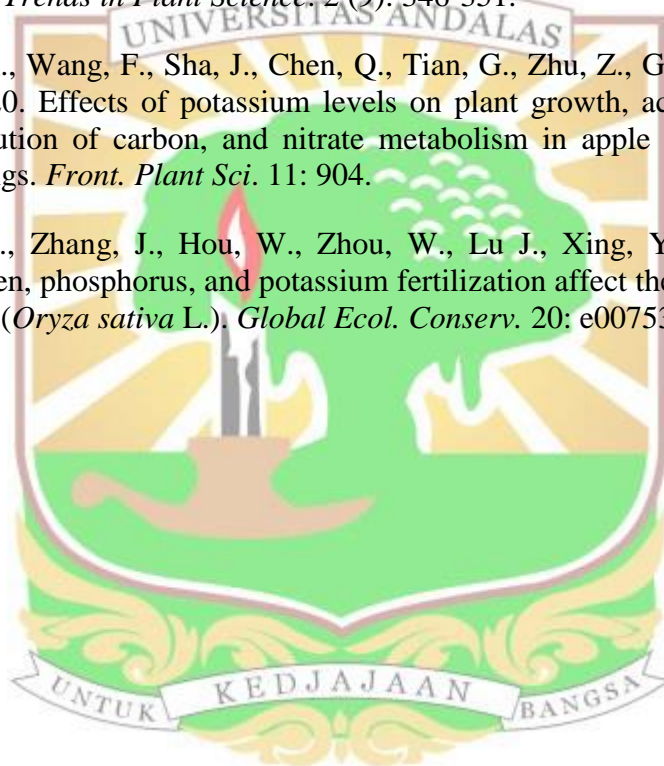 Trends in Plant Science. 2 (9): 346-351.
UNIVERSITAS ANDALAS
., Wang, F., Sha, J., Chen, Q., Tian, G., Zhu, Z., G
0. Effects of potassium levels on plant growth, ac
ution of carbon, and nitrate metabolism in apple
ngs. Front. Plant Sci. 11: 904.
., Zhang, J., Hou, W., Zhou, W., Lu J., Xing, Y
en, phosphorus, and potassium fertilization affect the
(Oryza sativa L.). Global Ecol. Conserv. 20: e00753
UNTUK KEDJAJAAN BANGSA